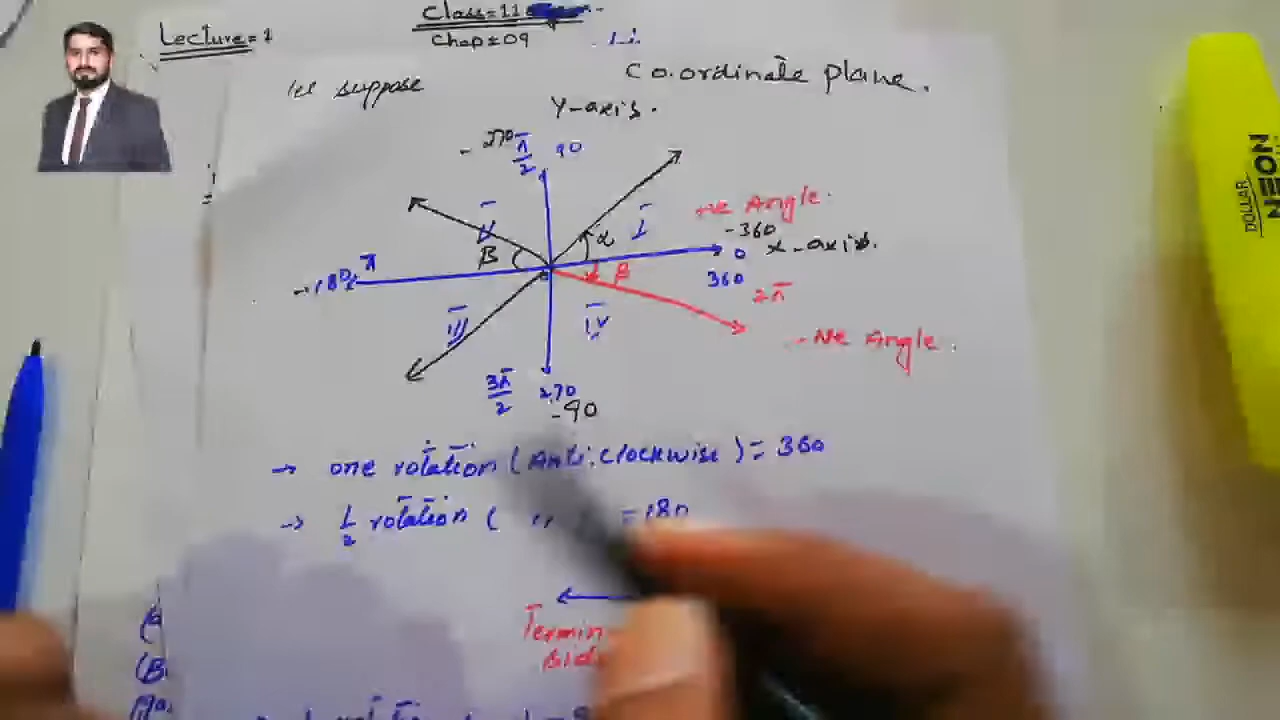 Lecture=1
Class=11
Chap=09
let suppose
Co.ordinate plane.
Y-axis.
-270 π/2 90
+ve Angle.
II
I
-360
β
α
0 x-axis.
-180 π
β
360
2π
III
IV
-Ve Angle.
3π/2 270
-90
→ one rotation (Anti.clockwise) = 360
→ 1/2 rotation ( " = 180
Termin
Side
DOLLAR
NEON